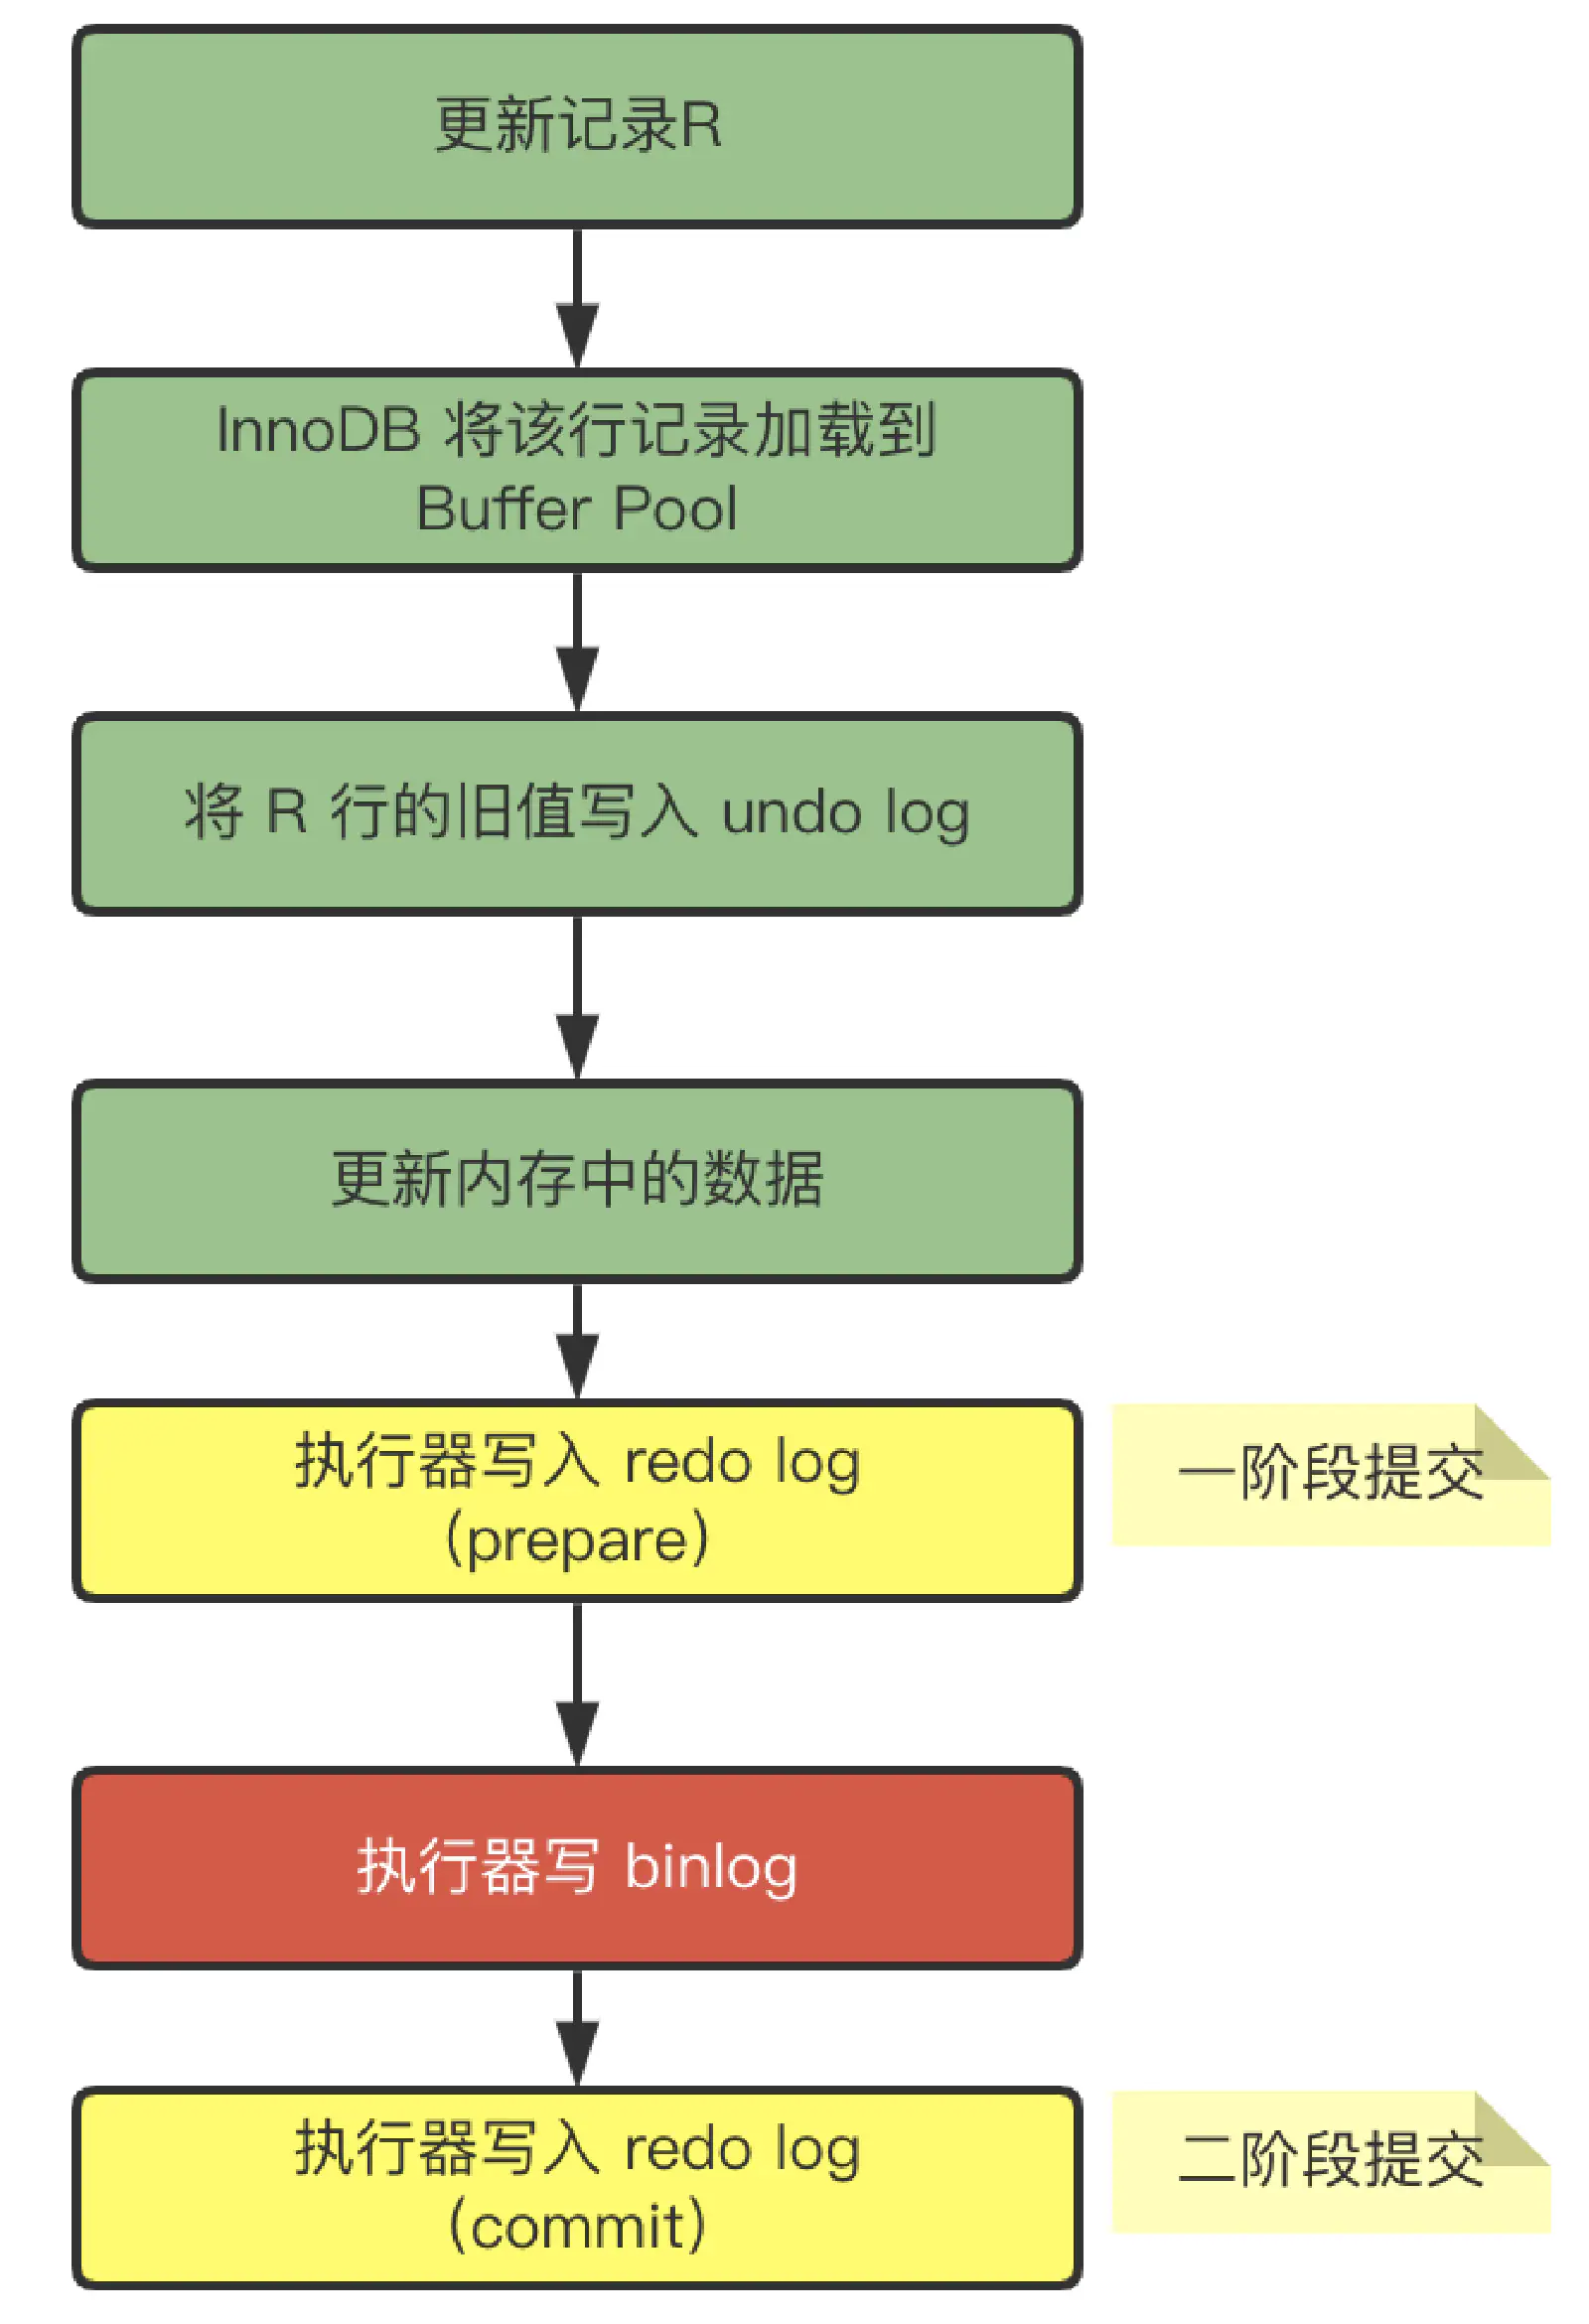 更新记录R
InnoDB 将该行记录加载到
Buffer Pool
将 R 行的旧值写入 undo log
更新内存中的数据
执行器写入 redo log
（prepare）
一阶段提交
执行器写 binlog
执行器写入 redo log
（commit）
二阶段提交